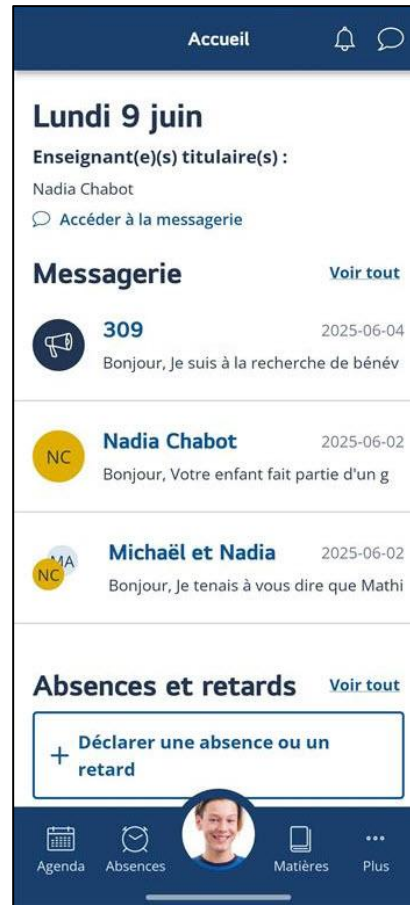 Accueil
Lundi 9 juin
Enseignant(e)(s) titulaire(s) :
Nadia Chabot
Accéder à la messagerie
Messagerie Voir tout
309 2025-06-04
Bonjour, Je suis à la recherche de bénév
NC Nadia Chabot 2025-06-02
Bonjour, Votre enfant fait partie d'un g
MA
NC
Michaël et Nadia 2025-06-02
Bonjour, Je tenais à vous dire que Mathi
Absences et retards Voir tout
+ Déclarer une absence ou un
retard
Agenda Absences Matières Plus